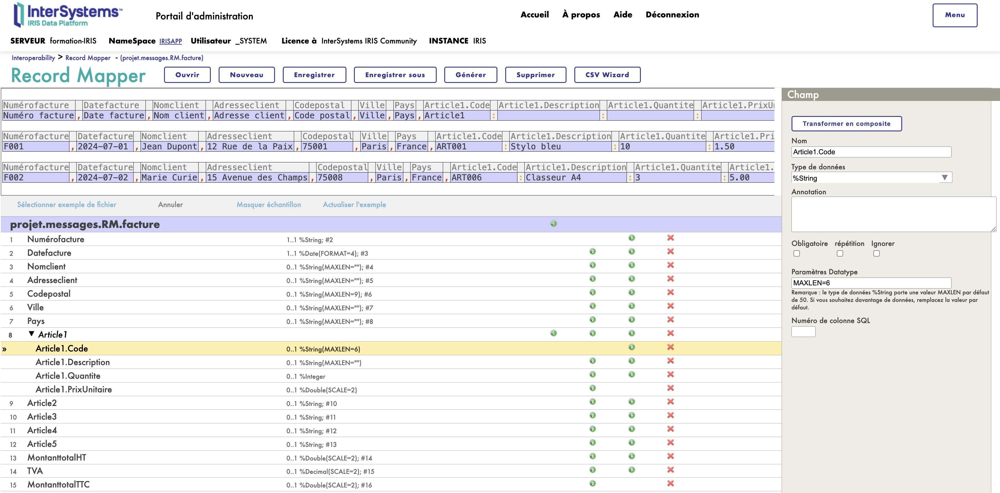 InterSystems™
IRIS Data Platform
Portail d'administration
Accueil À propos Aide Déconnexion
Menu
SERVEUR formation-IRIS NameSpace IRISAPP Utilisateur _SYSTEM Licence à InterSystems IRIS Community INSTANCE IRIS
Interoperability > Record Mapper - (projet.messages.RM.facture)
Record Mapper
Ouvrir Nouveau Enregistrer Enregistrer sous Générer Supprimer CSV Wizard
Numérofacture Datefacture Nomclient Adresseclient Codepostal Ville Pays Article1.Code Article1.Description Article1.Quantite Article1.PrixU
Numéro facture , Date facture , Nom client , Adresse client , Code postal , Ville , Pays , Article1 : : :
Numérofacture Datefacture Nomclient Adresseclient Codepostal Ville Pays Article1.Code Article1.Description Article1.Quantite Article1.Pri
F001 , 2024-07-01 , Jean Dupont , 12 Rue de la Paix , 75001 , Paris , France , ART001 : Stylo bleu : 10 : 1.50
Numérofacture Datefacture Nomclient Adresseclient Codepostal Ville Pays Article1.Code Article1.Description Article1.Quantite Article1.
F002 , 2024-07-02 , Marie Curie , 15 Avenue des Champs , 75008 , Paris , France , ART006 : Classeur A4 : 3 : 5.00
Sélectionner exemple de fichier Annuler Masquer échantillon Actualiser l'exemple
projet.messages.RM.facture
1 Numérofacture 1..1 %String; #2
2 Datefacture 1..1 %Date(FORMAT=4); #3
3 Nomclient 0..1 %String(MAXLEN=""); #4
4 Adresseclient 0..1 %String(MAXLEN=""); #5
5 Codepostal 0..1 %String(MAXLEN=9); #6
6 Ville 0..1 %String(MAXLEN=""); #7
7 Pays 0..1 %String(MAXLEN=""); #8
8 ▼ Article1
» Article1.Code 0..1 %String(MAXLEN=6)
Article1.Description 0..1 %String(MAXLEN="")
Article1.Quantite 0..1 %Integer
Article1.PrixUnitaire 0..1 %Double(SCALE=2)
9 Article2 0..1 %String; #10
10 Article3 0..1 %String; #11
11 Article4 0..1 %String; #12
12 Article5 0..1 %String; #13
13 MontanttotalHT 0..1 %Double(SCALE=2); #14
14 TVA 0..1 %Decimal(SCALE=2); #15
15 MontanttotalTTC 0..1 %Double(SCALE=2); #16
Champ
Transformer en composite
Nom
Article1.Code
Type de données
%String
Annotation
Obligatoire répétition Ignorer
Paramètres Datatype
MAXLEN=6
Remarque : le type de données %String porte une valeur MAXLEN par défaut
de 50. Si vous souhaitez davantage de données, remplacez la valeur par
défaut.
Numéro de colonne SQL